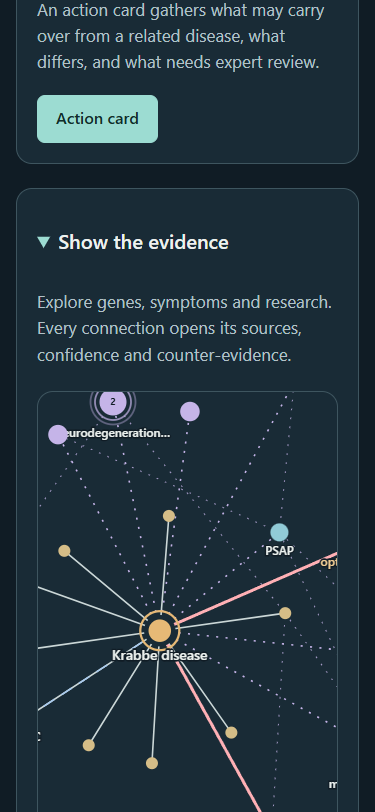 An action card gathers what may carry
over from a related disease, what
differs, and what needs expert review.
Action card
Show the evidence
Explore genes, symptoms and research.
Every connection opens its sources,
confidence and counter-evidence.
2
eurodegeneration...
PSAP
opt
Krabbe disease